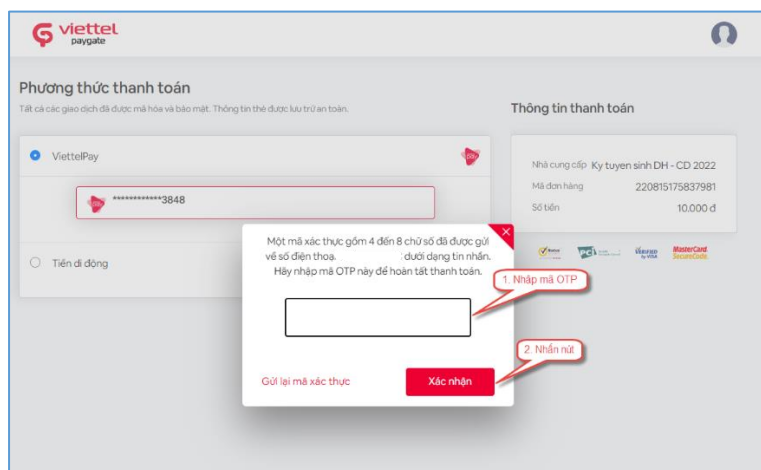 viettel
paygate
Phương thức thanh toán
Tất cả các giao dịch đã được mã hóa và bảo mật. Thông tin thẻ được lưu trữ an toàn.
ViettelPay
************3848
Tiền di động
Thông tin thanh toán
Nhà cung cấp Ky tuyen sinh DH - CD 2022
Mã đơn hàng 220815175837981
Số tiền 10.000 đ
PCI
VISA
MasterCard
SecureCode
Một mã xác thực gồm 4 đến 8 chữ số đã được gửi
về số điện thoạ. : dưới dạng tin nhắn.
Hãy nhập mã OTP này để hoàn tất thanh toán.
1. Nhập mã OTP
2. Nhấn nút
Gửi lại mã xác thực
Xác nhận